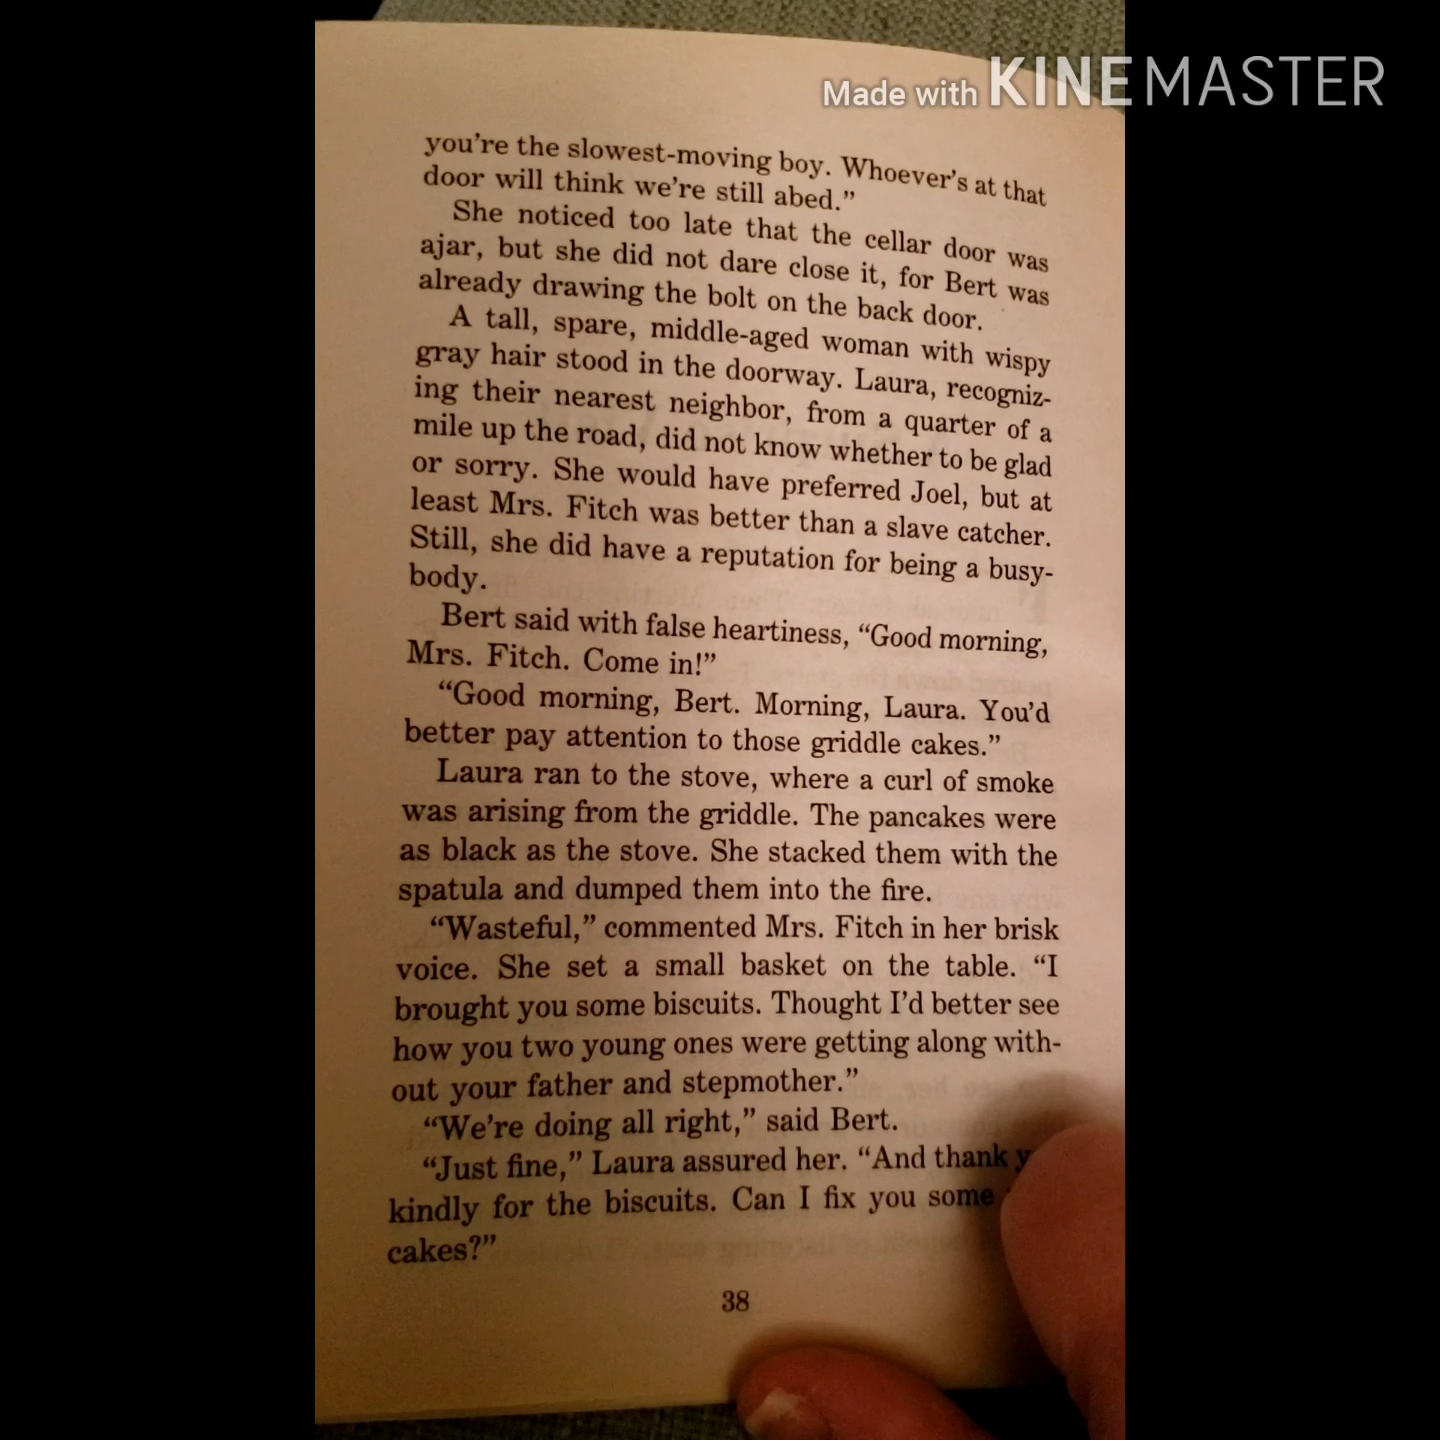 Made with KINEMASTER
you're the slowest-moving boy. Whoever's at that
door will think we're still abed.”
She noticed too late that the cellar door was
ajar, but she did not dare close it, for Bert was
already drawing the bolt on the back door.
A tall, spare, middle-aged woman with wispy
gray hair stood in the doorway. Laura, recogniz-
ing their nearest neighbor, from a quarter of a
mile up the road, did not know whether to be glad
or sorry. She would have preferred Joel, but at
least Mrs. Fitch was better than a slave catcher.
Still, she did have a reputation for being a busy-
body.
Bert said with false heartiness, “Good morning,
Mrs. Fitch. Come in!”
“Good morning, Bert. Morning, Laura. You'd
better pay attention to those griddle cakes.”
Laura ran to the stove, where a curl of smoke
was arising from the griddle. The pancakes were
as black as the stove. She stacked them with the
spatula and dumped them into the fire.
“Wasteful,” commented Mrs. Fitch in her brisk
voice. She set a small basket on the table. “I
brought you some biscuits. Thought I'd better see
how you two young ones were getting along with-
out your father and stepmother.”
“We're doing all right,” said Bert.
“Just fine,” Laura assured her. “And thank
kindly for the biscuits. Can I fix you some
cakes?”
38